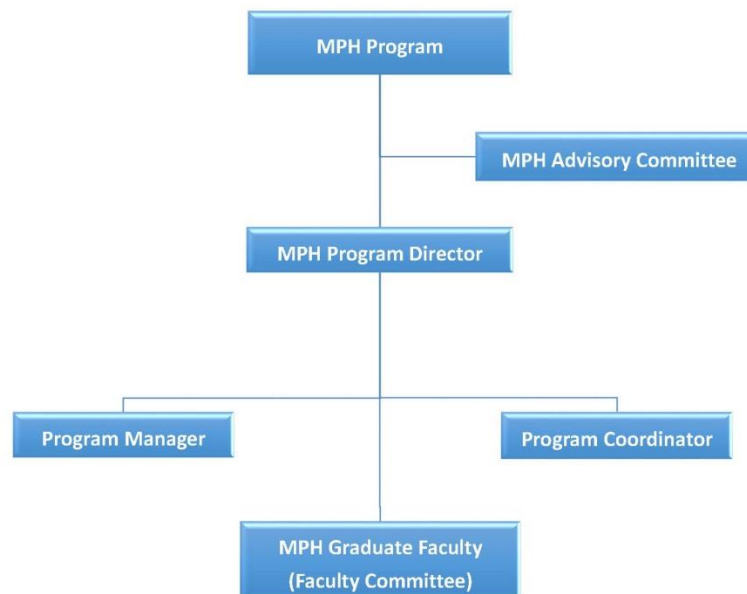 MPH Program
MPH Advisory Committee
MPH Program Director
Program Manager
Program Coordinator
MPH Graduate Faculty
(Faculty Committee)